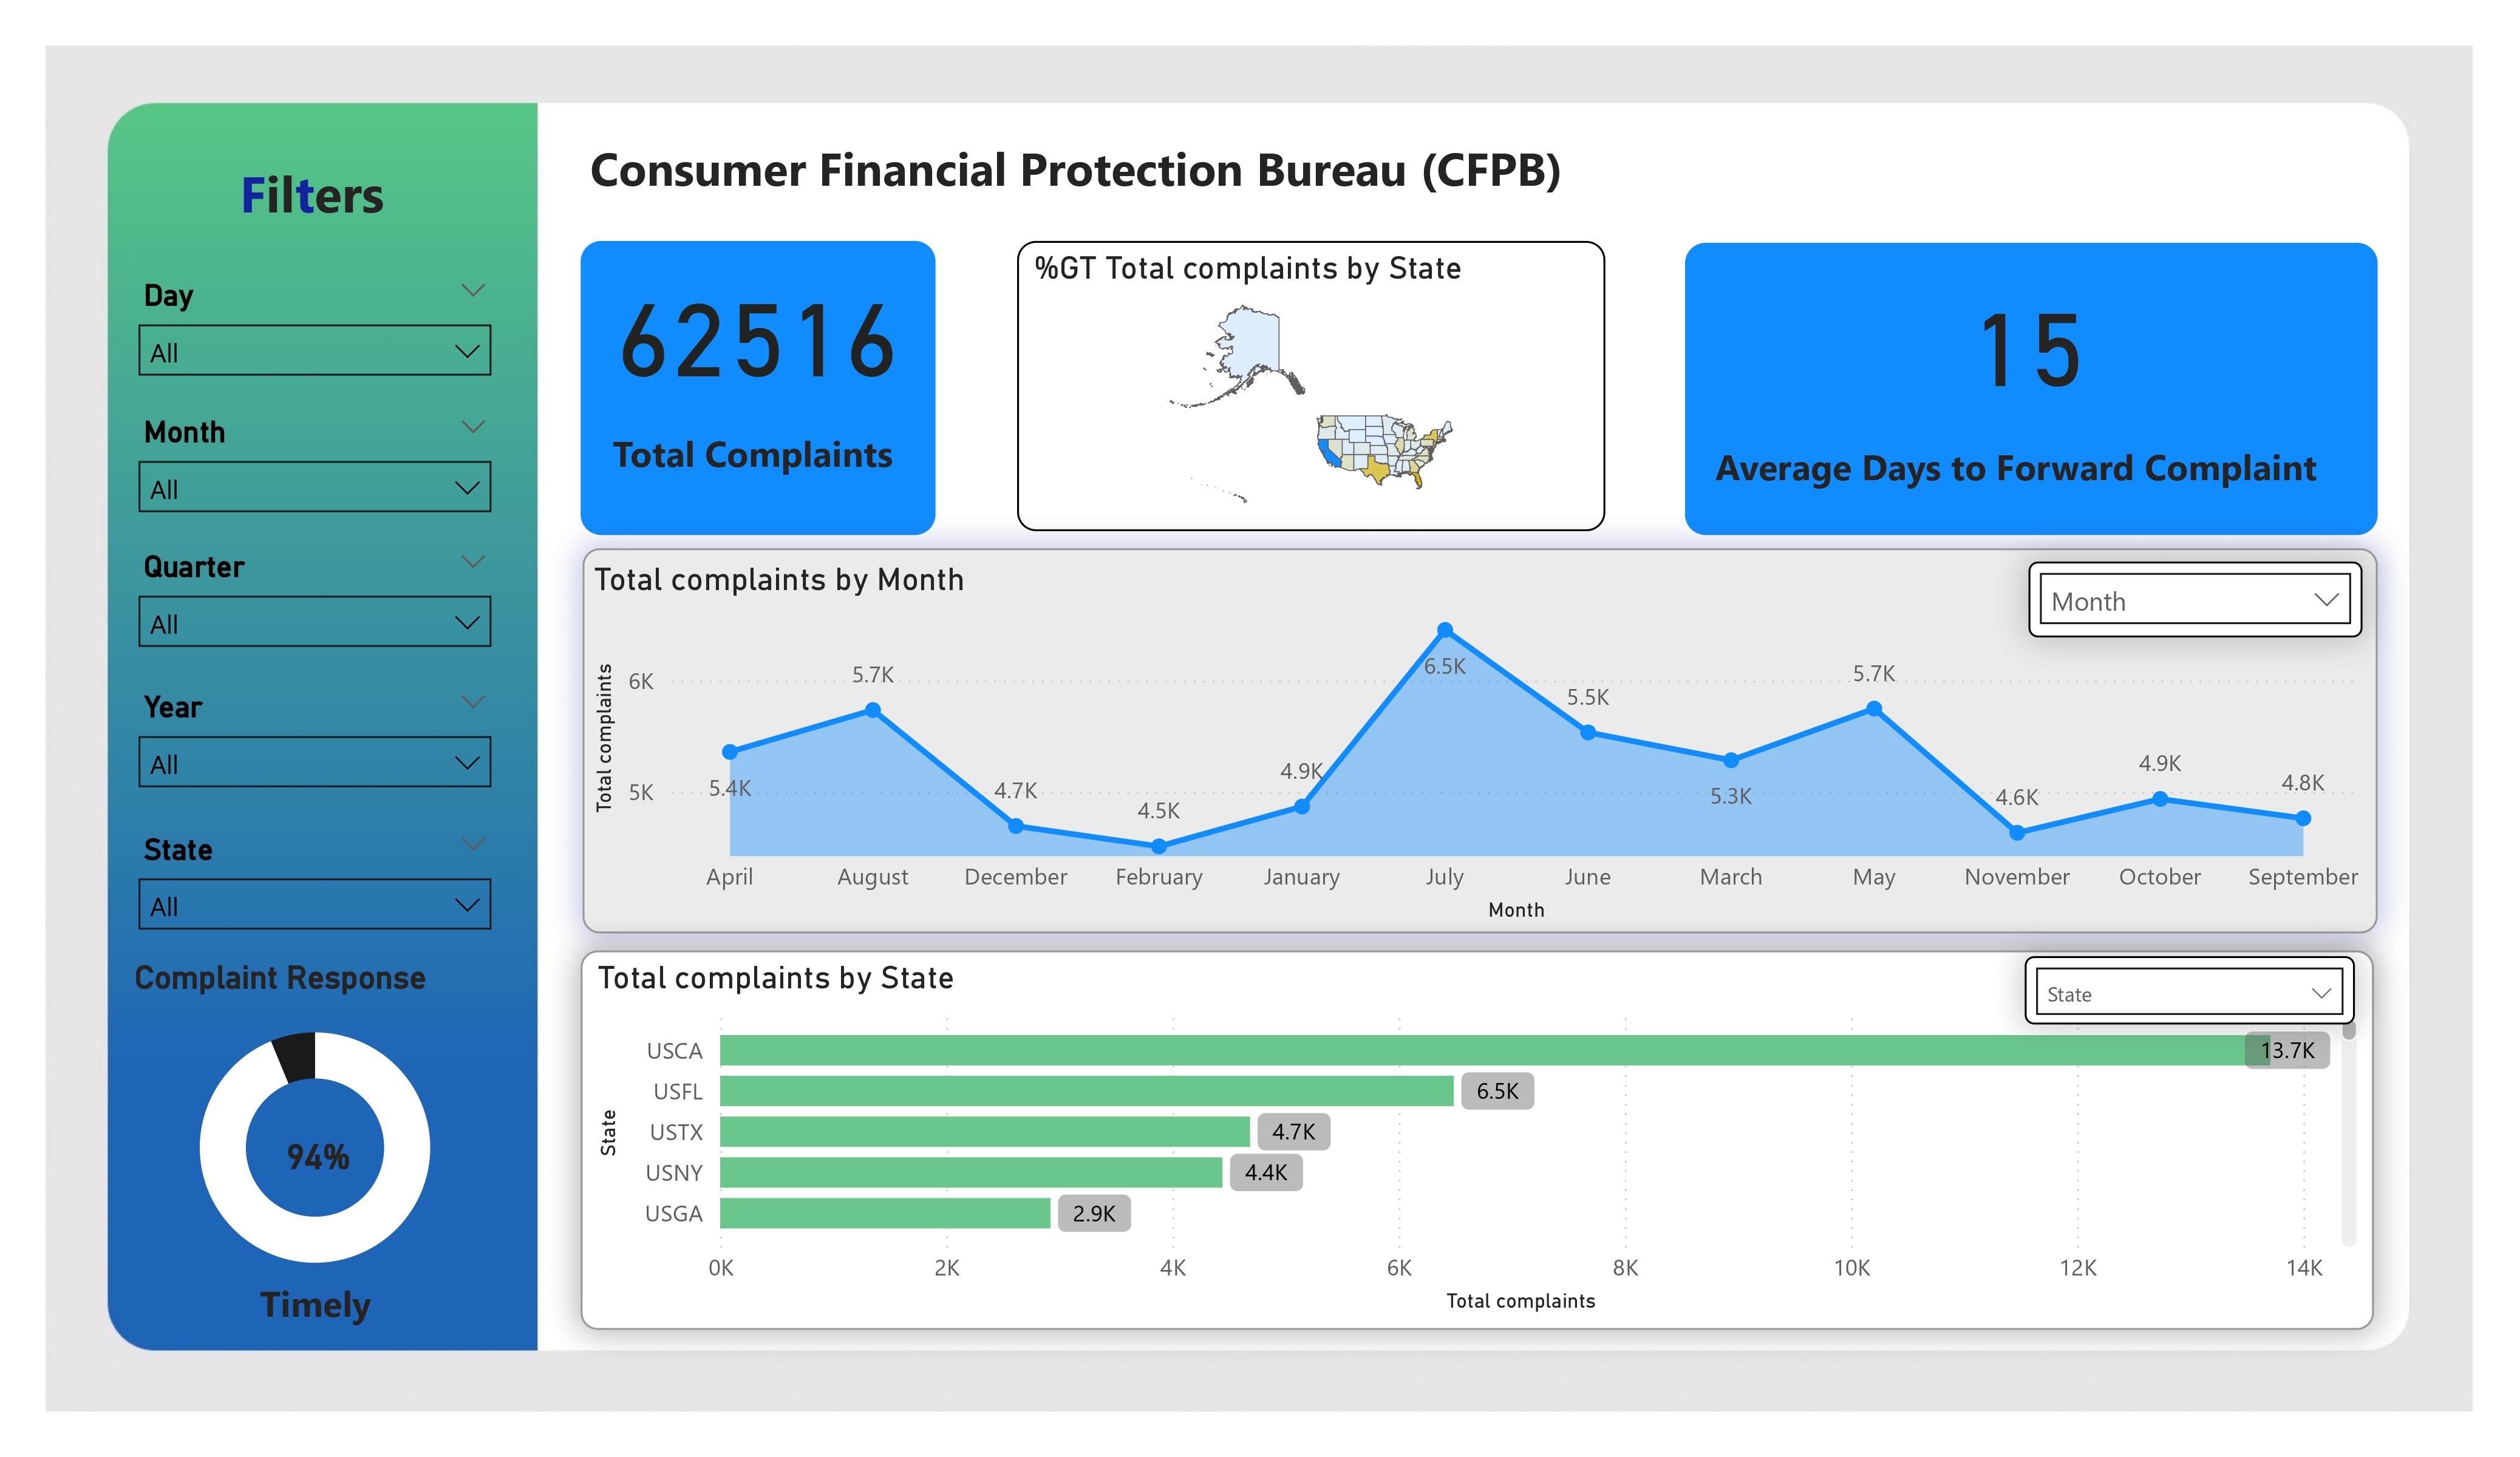 Filters
Day
All
Month
All
Quarter
All
Year
All
State
All
Complaint Response
94%
Timely
Consumer Financial Protection Bureau (CFPB)
62516
Total Complaints
%GT Total complaints by State
15
Average Days to Forward Complaint
Total complaints by Month
Month
Total complaints
6K
5K
5.4K
5.7K
4.7K
4.5K
4.9K
6.5K
5.5K
5.3K
5.7K
4.6K
4.9K
4.8K
April August December February January July June March May November October September
Month
Total complaints by State
State
State
USCA 13.7K
USFL 6.5K
USTX 4.7K
USNY 4.4K
USGA 2.9K
0K 2K 4K 6K 8K 10K 12K 14K
Total complaints